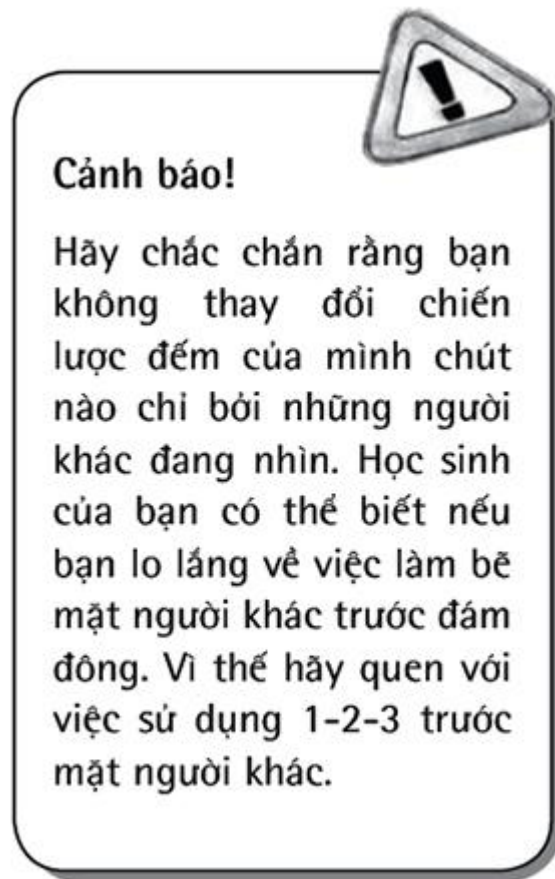 Cảnh báo!
Hãy chắc chắn rằng bạn
không thay đổi chiến
lược đếm của mình chút
nào chỉ bởi những người
khác đang nhìn. Học sinh
của bạn có thể biết nếu
bạn lo lắng về việc làm bẽ
mặt người khác trước đám
đông. Vì thế hãy quen với
việc sử dụng 1-2-3 trước
mặt người khác.